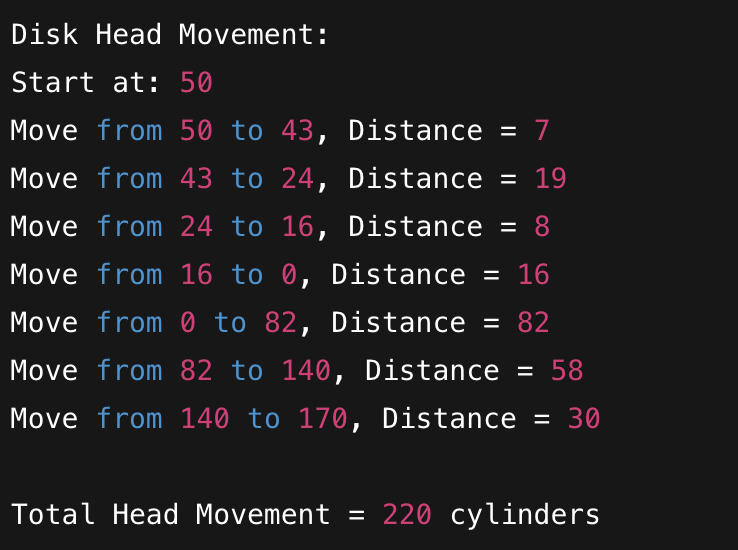 Disk Head Movement:
Start at: 50
Move from 50 to 43, Distance = 7
Move from 43 to 24, Distance = 19
Move from 24 to 16, Distance = 8
Move from 16 to 0, Distance = 16
Move from 0 to 82, Distance = 82
Move from 82 to 140, Distance = 58
Move from 140 to 170, Distance = 30
Total Head Movement = 220 cylinders